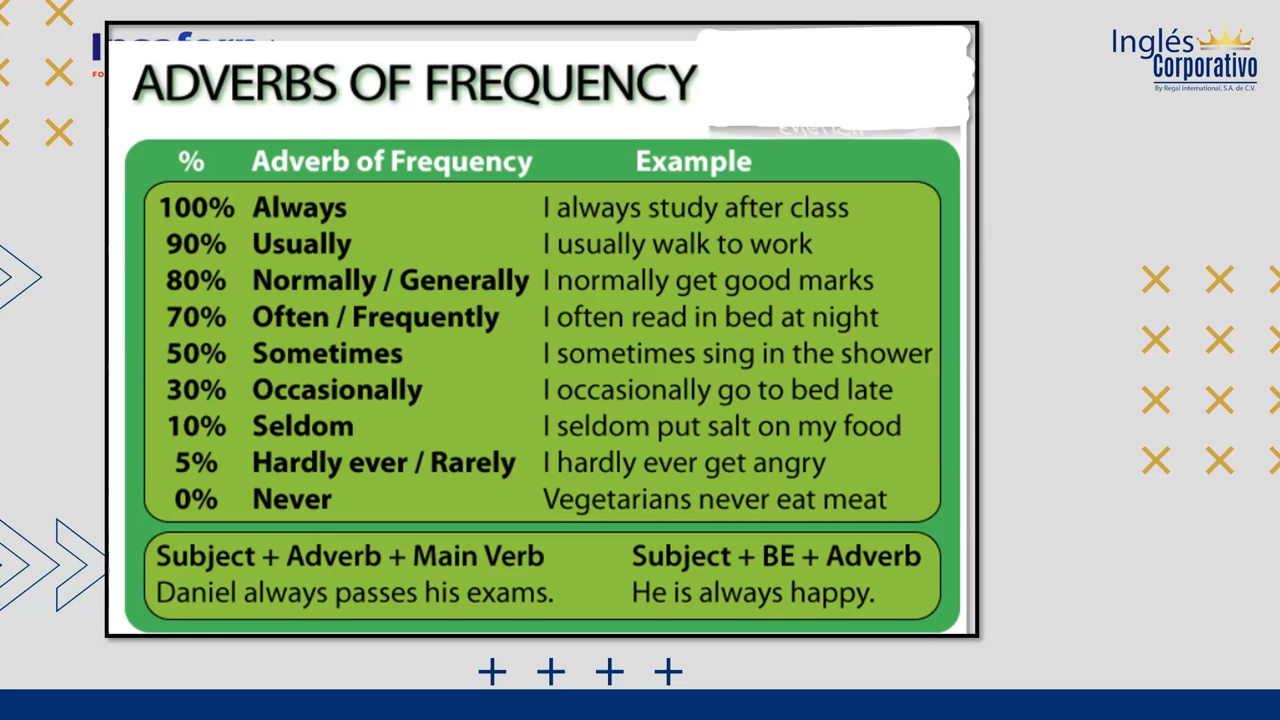 Inglés
Corporativo
By Regal International, S.A. de C.V.
ADVERBS OF FREQUENCY
% Adverb of Frequency Example
100% Always I always study after class
90% Usually I usually walk to work
80% Normally / Generally I normally get good marks
70% Often / Frequently I often read in bed at night
50% Sometimes I sometimes sing in the shower
30% Occasionally I occasionally go to bed late
10% Seldom I seldom put salt on my food
5% Hardly ever / Rarely I hardly ever get angry
0% Never Vegetarians never eat meat
Subject + Adverb + Main Verb Subject + BE + Adverb
Daniel always passes his exams. He is always happy.